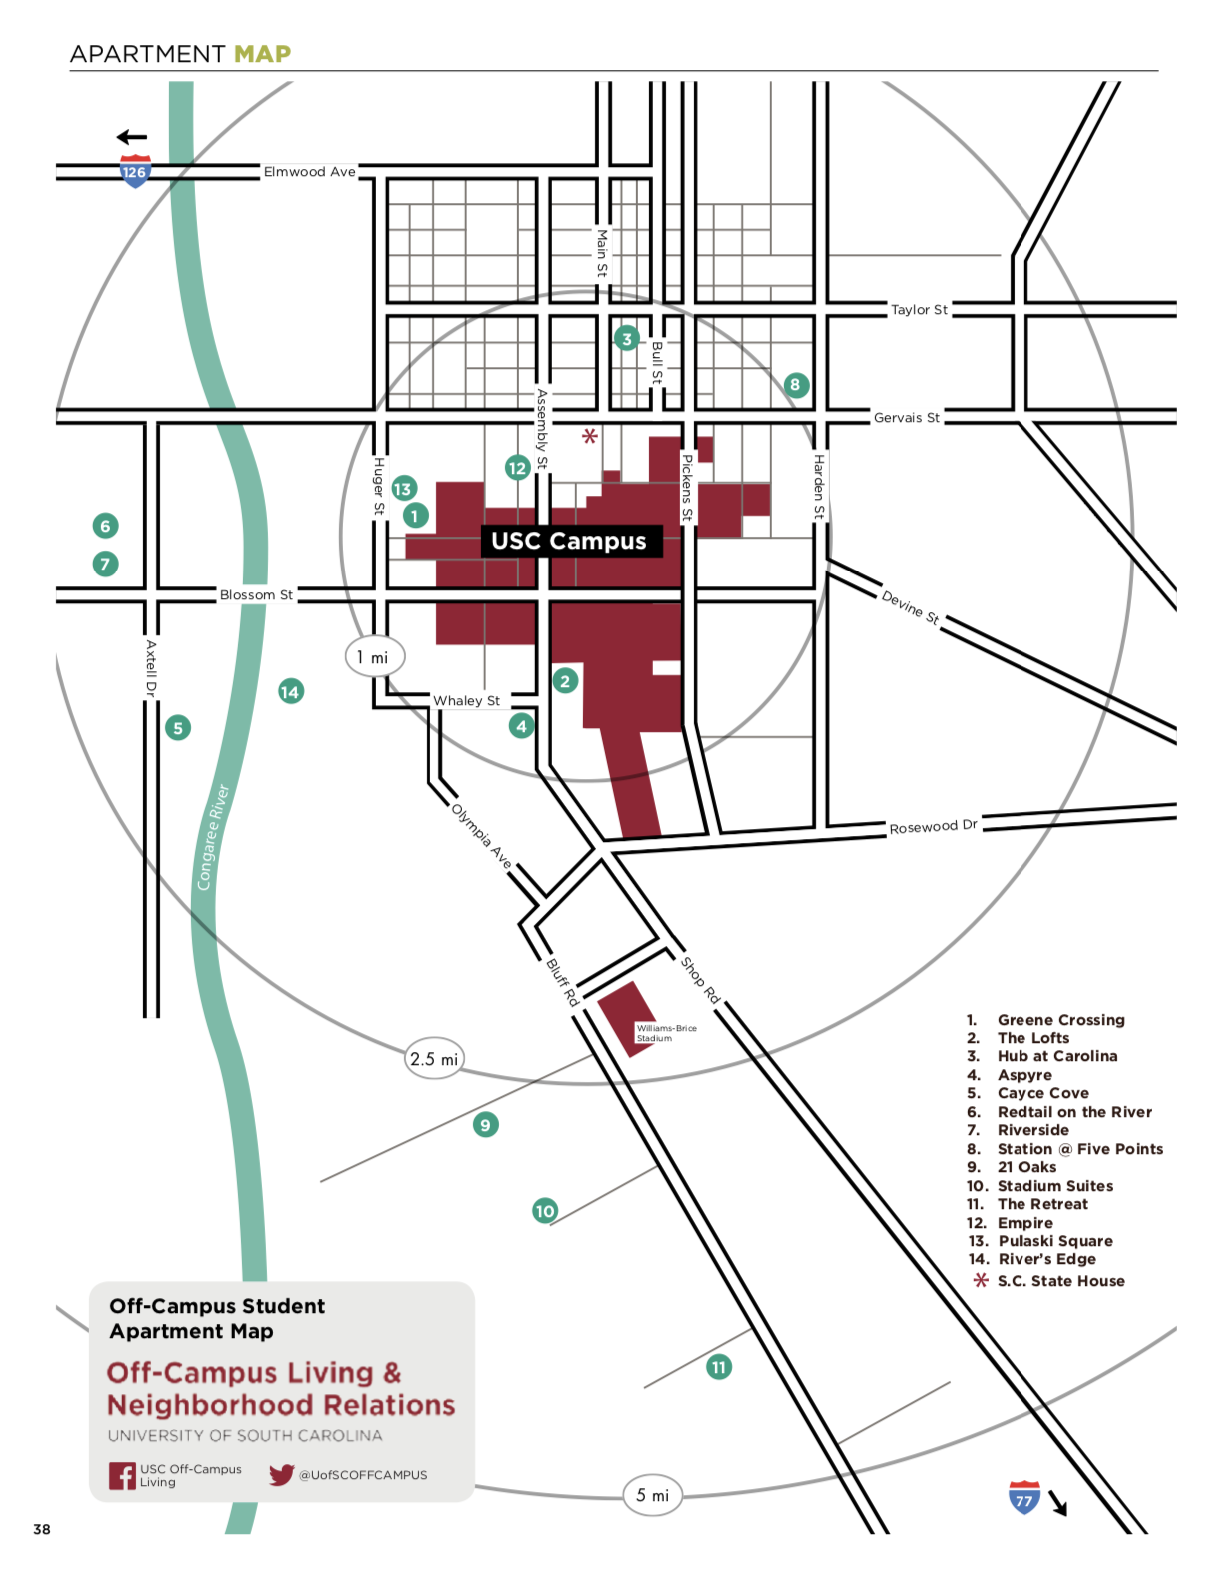 APARTMENT MAP
126
Elmwood Ave
Main St
Taylor St
3
Bull St
8
Assembly St
Gervais St
*
Huger St
12
Pickens St
Harden St
13
1
6
USC Campus
7
Blossom St
Devine St
Axtell Dr
1 mi
2
14
Whaley St
4
5
Congaree River
Olympia Ave
Rosewood Dr
Bluff Rd
Shop Rd
Williams-Brice
Stadium
2.5 mi
9
10
11
1. Greene Crossing
2. The Lofts
3. Hub at Carolina
4. Aspyre
5. Cayce Cove
6. Redtail on the River
7. Riverside
8. Station @ Five Points
9. 21 Oaks
10. Stadium Suites
11. The Retreat
12. Empire
13. Pulaski Square
14. River's Edge
* S.C. State House
Off-Campus Student
Apartment Map
Off-Campus Living &
Neighborhood Relations
UNIVERSITY OF SOUTH CAROLINA
USC Off-Campus
Living
@UofSCOFFCAMPUS
5 mi
77
38